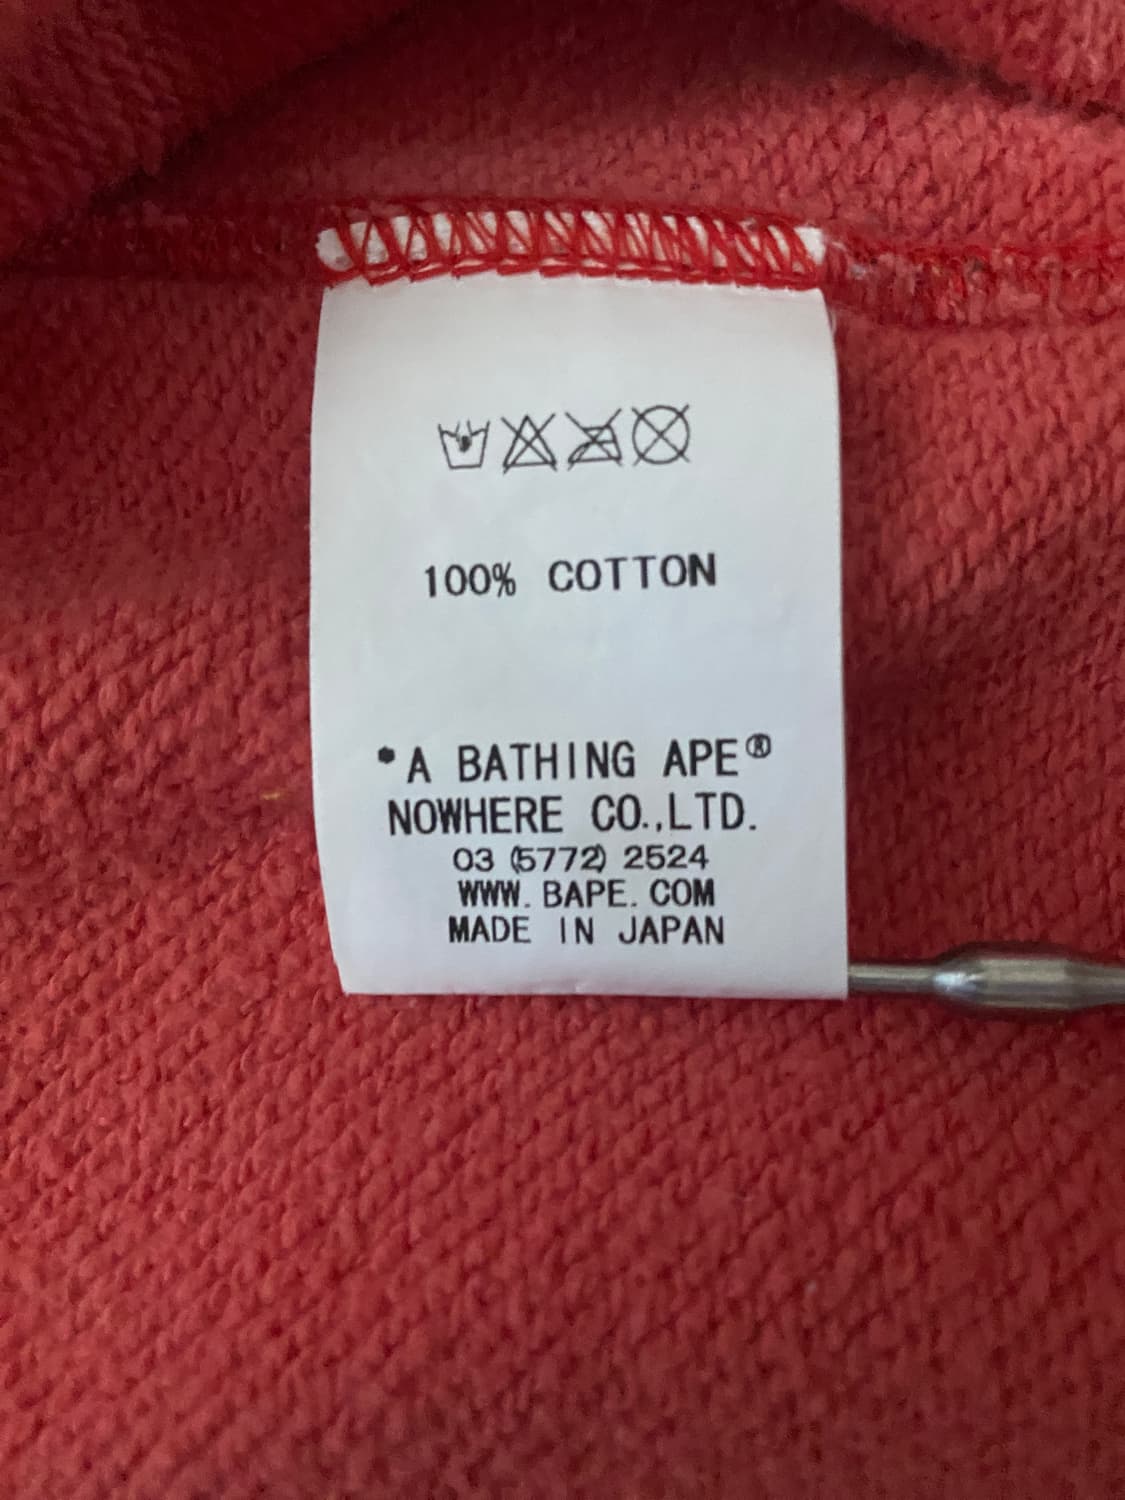 100% COTTON
*A BATHING APE®
NOWHERE CO.,LTD.
03 (5772) 2524
WWW. BAPE. COM
MADE IN JAPAN